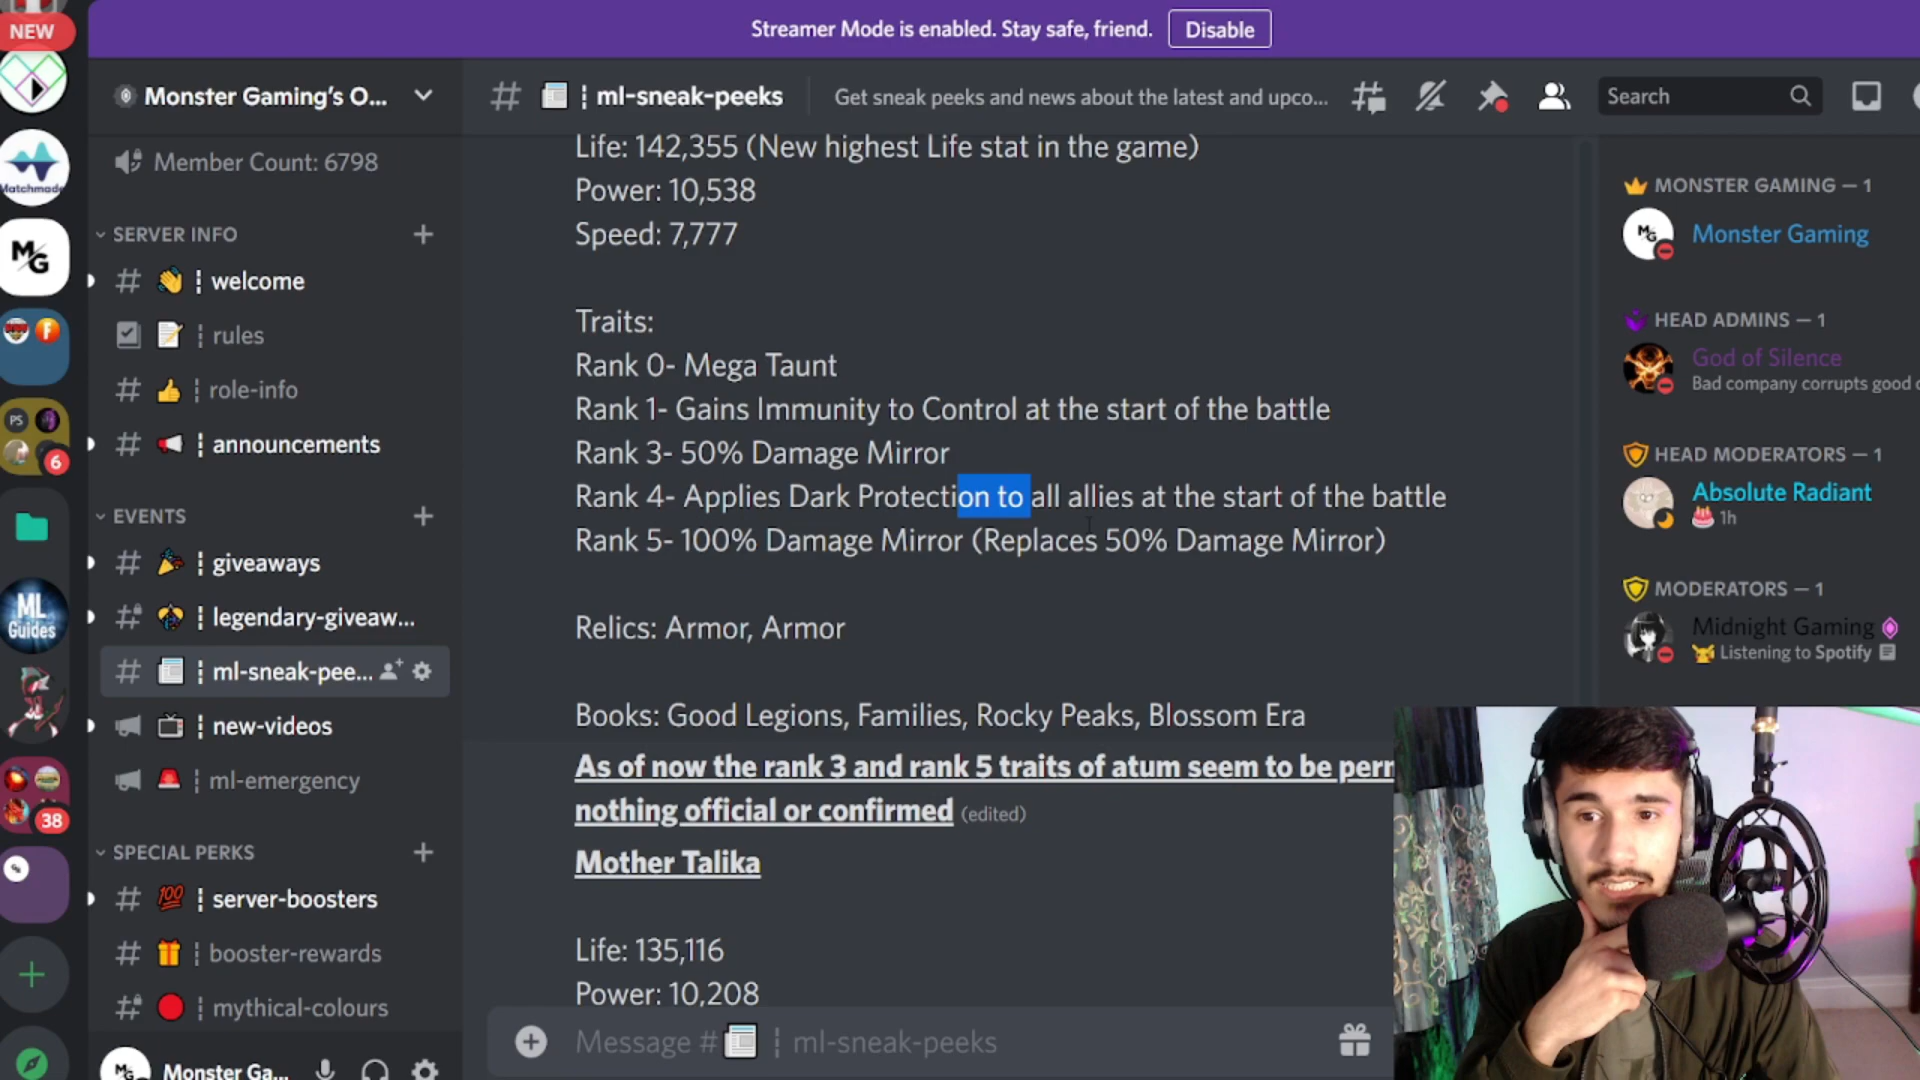 Streamer Mode is enabled. Stay safe, friend. Disable
NEW
Matchmade
MG
PS
6
ML Guides
38
Monster Gaming's O...
Member Count: 6798
SERVER INFO
welcome
rules
role-info
announcements
EVENTS
giveaways
legendary-giveaw...
ml-sneak-pee...
new-videos
ml-emergency
SPECIAL PERKS
server-boosters
booster-rewards
mythical-colours
Monster Ga...
ml-sneak-peeks
Get sneak peeks and news about the latest and upco...
Search
Life: 142,355 (New highest Life stat in the game)
Power: 10,538
Speed: 7,777
Traits:
Rank 0- Mega Taunt
Rank 1- Gains Immunity to Control at the start of the battle
Rank 3- 50% Damage Mirror
Rank 4- Applies Dark Protection to all allies at the start of the battle
Rank 5- 100% Damage Mirror (Replaces 50% Damage Mirror)
Relics: Armor, Armor
Books: Good Legions, Families, Rocky Peaks, Blossom Era
As of now the rank 3 and rank 5 traits of atum seem to be
nothing official or confirmed (edited)
Mother Talika
Life: 135,116
Power: 10,208
Message # ml-sneak-peeks
MONSTER GAMING — 1
Monster Gaming
HEAD ADMINS — 1
God of Silence
Bad company corrupts good
HEAD MODERATORS — 1
Absolute Radiant
1h
MODERATORS — 1
Midnight Gaming
Listening to Spotify